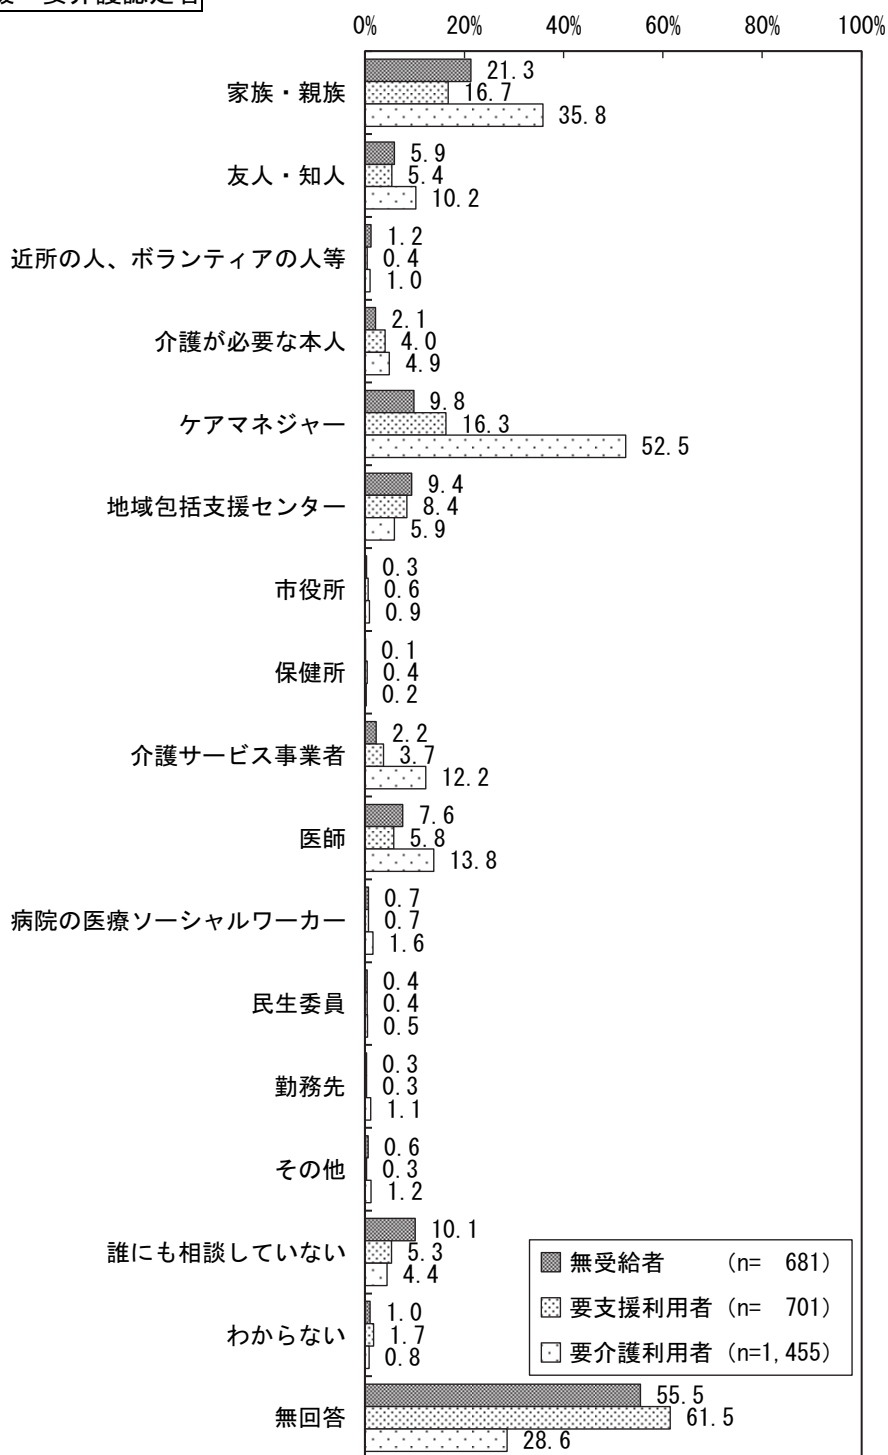 要介護認定者
0% 20% 40% 60% 80% 100%
家族・親族 21.3 16.7 35.8
友人・知人 5.9 5.4 10.2
近所の人、ボランティアの人等 1.2 0.4 1.0
介護が必要な本人 2.1 4.0 4.9
ケアマネジャー 9.8 16.3 52.5
地域包括支援センター 9.4 8.4 5.9
市役所 0.3 0.6 0.9
保健所 0.1 0.4 0.2
介護サービス事業者 2.2 3.7 12.2
医師 7.6 5.8 13.8
病院の医療ソーシャルワーカー 0.7 0.7 1.6
民生委員 0.4 0.4 0.5
勤務先 0.3 0.3 1.1
その他 0.6 0.3 1.2
誰にも相談していない 10.1 5.3 4.4
わからない 1.0 1.7 0.8
無回答 55.5 61.5 28.6
無受給者 (n= 681)
要支援利用者 (n= 701)
要介護利用者 (n=1,455)